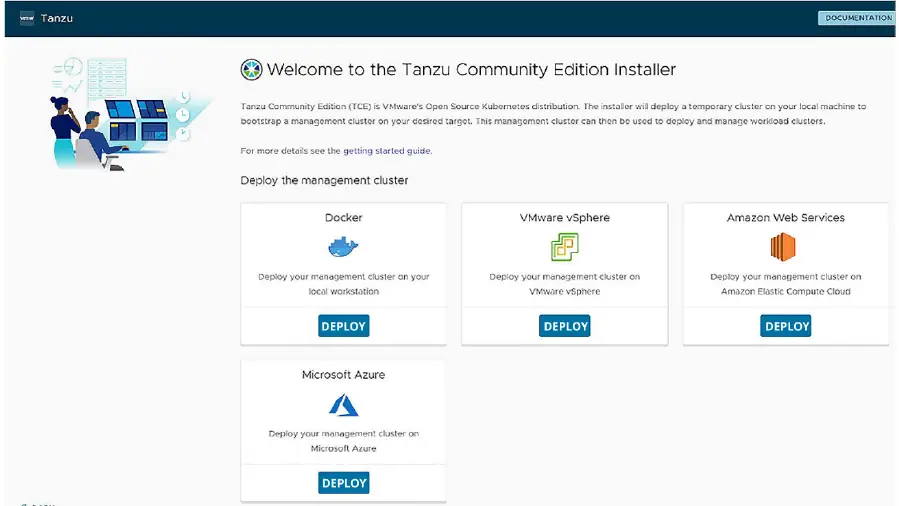 vmw Tanzu
DOCUMENTATION
Welcome to the Tanzu Community Edition Installer
Tanzu Community Edition (TCE) is VMware's Open Source Kubernetes distribution. The installer will deploy a temporary cluster on your local machine to
bootstrap a management cluster on your desired target. This management cluster can then be used to deploy and manage workload clusters.
For more details see the getting started guide.
Deploy the management cluster
Docker
Deploy your management cluster on your
local workstation
DEPLOY
VMware vSphere
Deploy your management cluster on
VMware vSphere
DEPLOY
Amazon Web Services
Deploy your management cluster on
Amazon Elastic Compute Cloud
DEPLOY
Microsoft Azure
Deploy your management cluster on
Microsoft Azure
DEPLOY